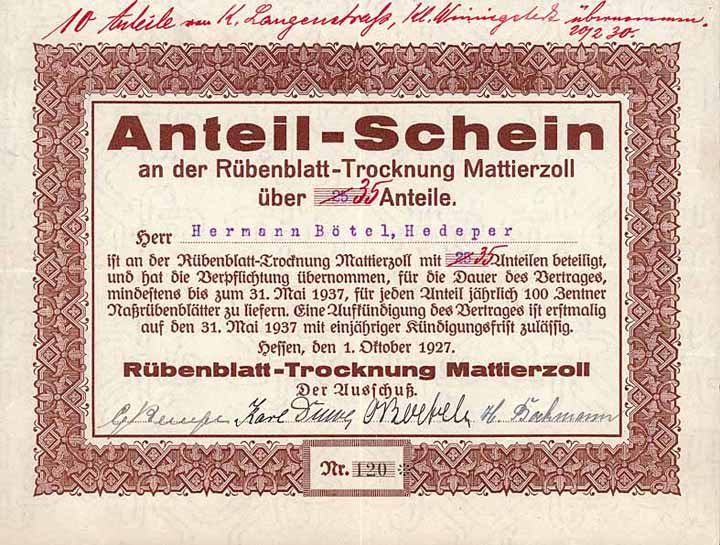 10 Anteile von K. Langenstraß, Kl. Winnigstedt übernommen.
20/2 30.
Anteil-Schein
an der Rübenblatt-Trocknung Mattierzoll
über 25 35 Anteile.
Herr Hermann Bötel, Hedeper
ist an der Rübenblatt-Trocknung Mattierzoll mit 25 35 Anteilen beteiligt,
und hat die Verpflichtung übernommen, für die Dauer des Vertrages,
mindestens bis zum 31. Mai 1937, für jeden Anteil jährlich 100 Zentner
Maßrübenblätter zu liefern. Eine Aufkündigung des Vertrages ist erstmalig
auf den 31. Mai 1937 mit einjähriger Kündigungsfrist zulässig.
Hessen, den 1. Oktober 1927.
Rübenblatt-Trocknung Mattierzoll
Der Ausschuß.
Karl H. Bachmann
Nr. 120